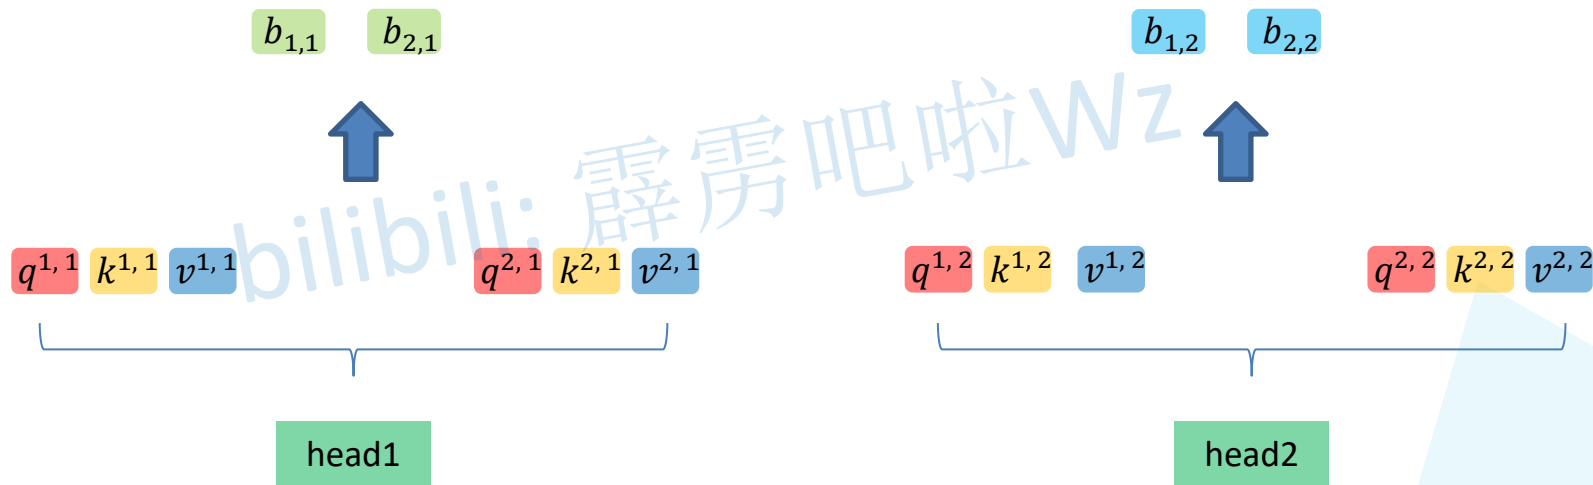 b₁,₁ b₂,₁ b₁,₂ b₂,₂
bilibili: 霹雳吧啦Wz
q¹,¹ k¹,¹ v¹,¹ q²,¹ k²,¹ v²,¹ q¹,² k¹,² v¹,² q²,² k²,² v²,²
head1 head2